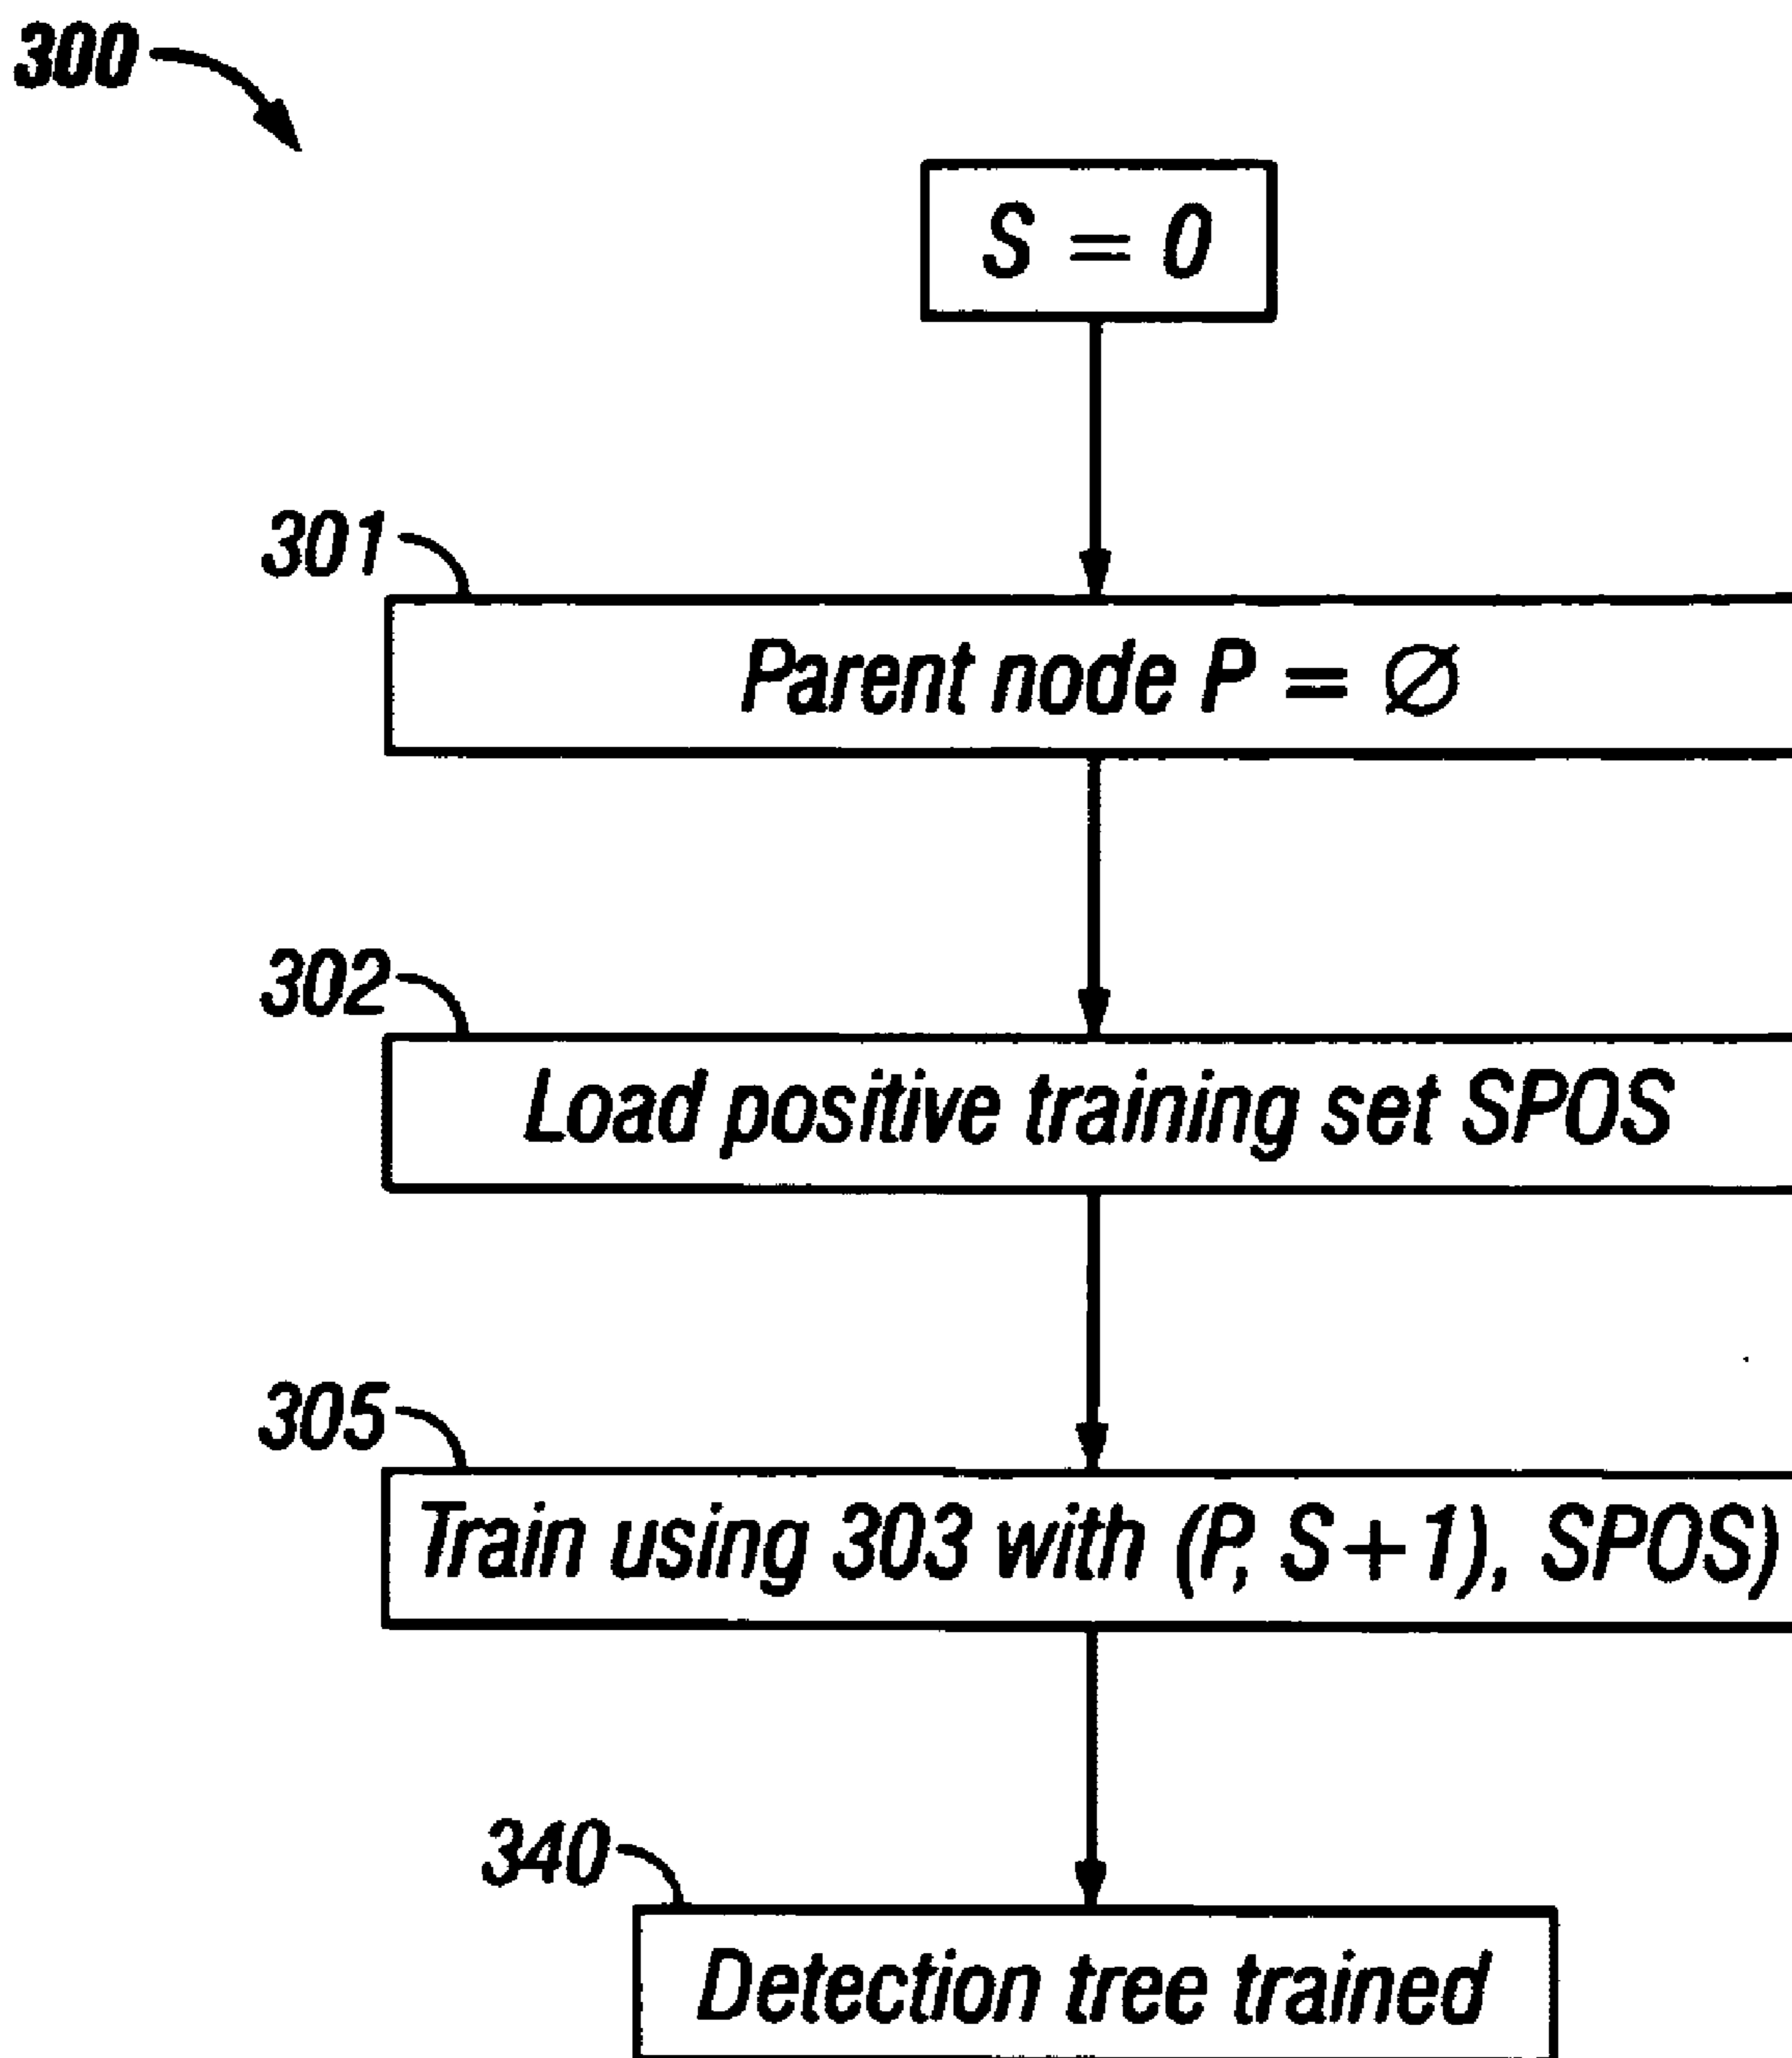 300
S = 0
301
Parent node P = ∅
302
Load positive training set SPOS
305
Train using 303 with (P, S + 1), SPOS)
340
Detection tree trained